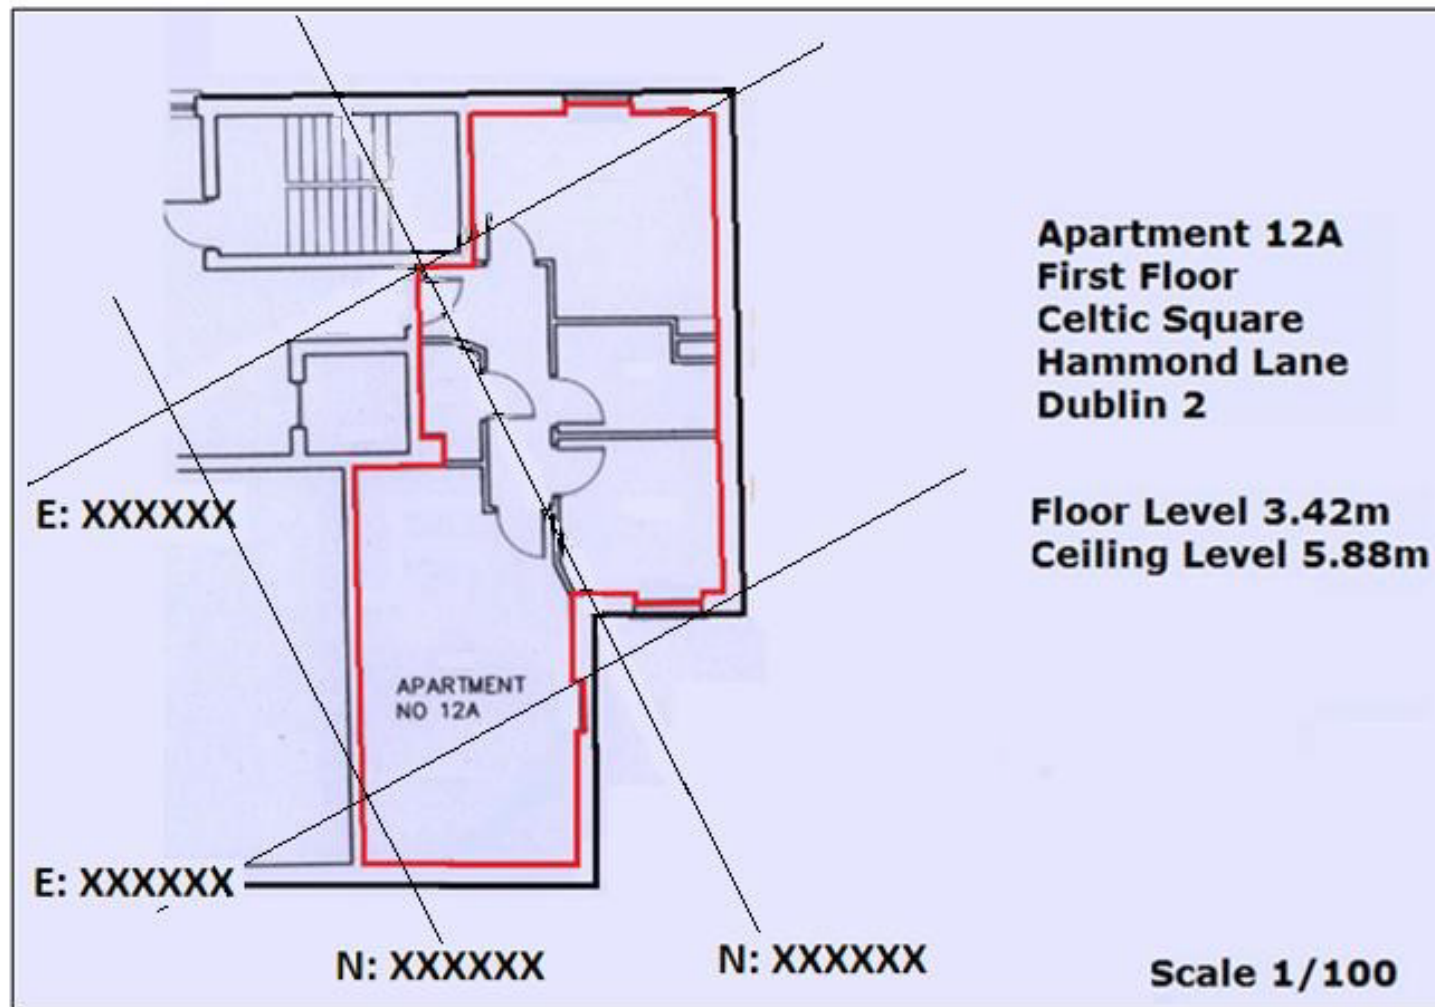 Apartment 12A
First Floor
Celtic Square
Hammond Lane
Dublin 2
Floor Level 3.42m
Ceiling Level 5.88m
E: XXXXXX
APARTMENT
NO 12A
E: XXXXXX
N: XXXXXX
N: XXXXXX
Scale 1/100